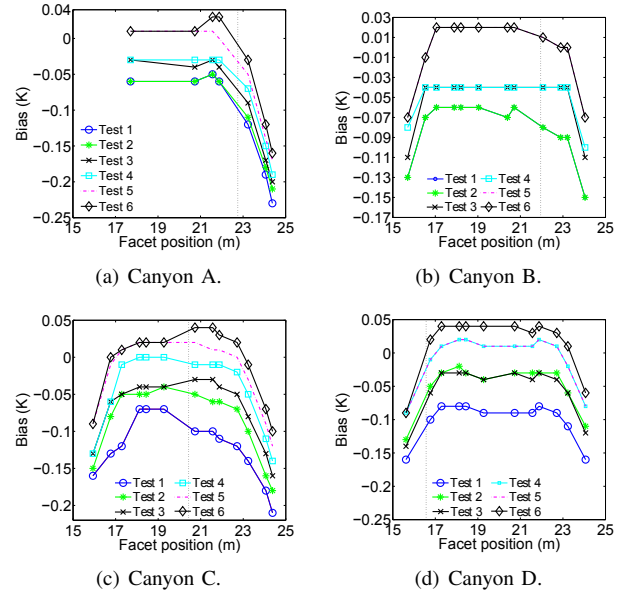 0.05
0
−0.05
−0.1
−0.15
−0.2
−0.25
Bias (K)
Test 1
Test 2
Test 3
Test 4
Test 5
Test 6
15 17 19 21 23 25
Facet position (m)
(a) Canyon A.
0.03
0.01
−0.01
−0.03
−0.05
−0.07
−0.09
−0.11
−0.13
−0.15
−0.17
Bias (K)
Test 1 Test 4
Test 2 Test 5
Test 3 Test 6
15 17 19 21 23 25
Facet position (m)
(b) Canyon B.
0.05
0
−0.05
−0.1
−0.15
−0.2
Bias (K)
Test 1 Test 4
Test 2 Test 5
Test 3 Test 6
15 17 19 21 23 25
Facet position (m)
(c) Canyon C.
0.05
0
−0.05
−0.1
−0.15
−0.2
−0.25
Bias (K)
Test 1 Test 4
Test 2 Test 5
Test 3 Test 6
15 17 19 21 23 25
Facet position (m)
(d) Canyon D.